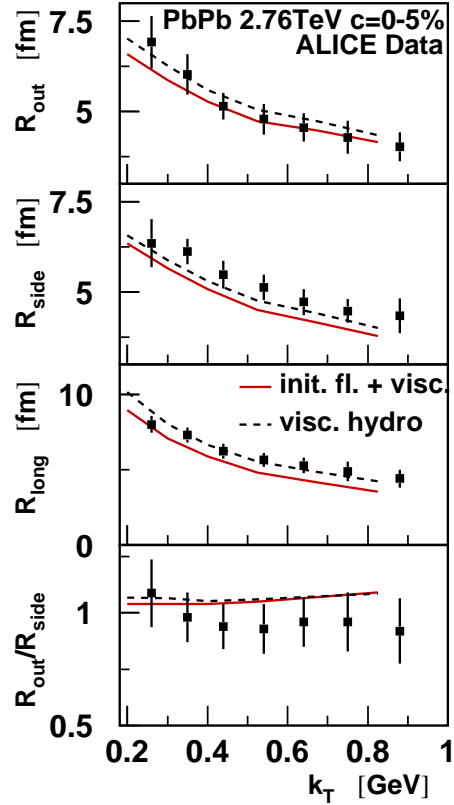 PbPb 2.76TeV c=0-5%
ALICE Data
R_out [fm]
7.5
5
R_side [fm]
7.5
5
R_long [fm]
10
0
init. fl. + visc.
visc. hydro
R_out/R_side
1
0.5
0.2 0.4 0.6 0.8 1
k_T [GeV]